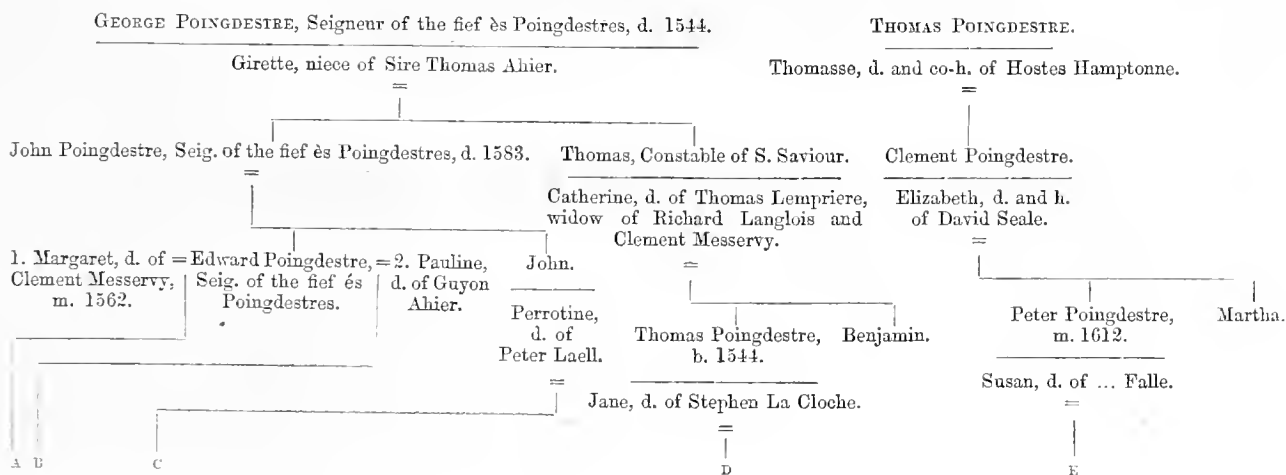 GEORGE POINGDESTRE, Seigneur of the fief ès Poingdestres, d. 1544.
Girette, niece of Sire Thomas Ahier.
=
THOMAS POINGDESTRE.
Thomasse, d. and co-h. of Hostes Hamptonne.
=
John Poingdestre, Seig. of the fief ès Poingdestres, d. 1583.
=
Thomas, Constable of S. Saviour.
Catherine, d. of Thomas Lempriere,
widow of Richard Langlois and
Clement Messervy.
=
Clement Poingdestre.
Elizabeth, d. and h.
of David Seale.
=
1. Margaret, d. of
Clement Messervy,
m. 1562.
=
Edward Poingdestre,
Seig. of the fief és
Poingdestres.
=
2. Pauline,
d. of Guyon
Ahier.
John.
Perrotine,
d. of
Peter Laell.
=
Thomas Poingdestre,
b. 1544.
Jane, d. of Stephen La Cloche.
=
Benjamin.
Peter Poingdestre,
m. 1612.
Susan, d. of ... Falle.
=
Martha.
A B C D E